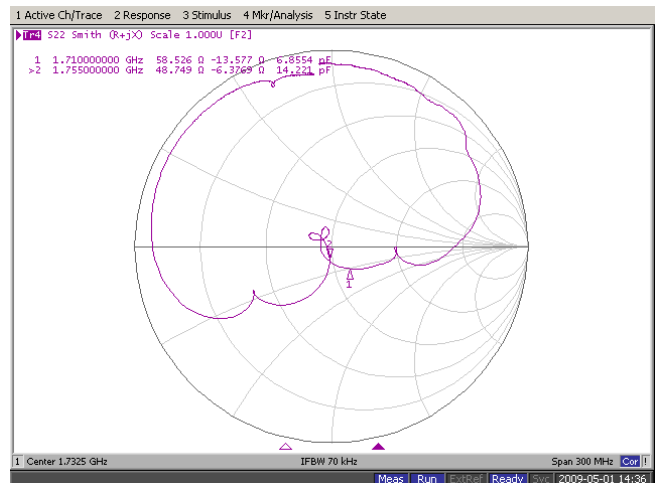 1 Active Ch/Trace 2 Response 3 Stimulus 4 Mkr/Analysis 5 Instr State
Tr4 S22 Smith (R+jX) Scale 1.000U [F2]
1 1.710000000 GHz 58.526 Ω -13.577 Ω 6.8554 pF
>2 1.755000000 GHz 48.749 Ω -6.3769 Ω 14.221 pF
2
1
1 Center 1.7325 GHz IFBW 70 kHz Span 300 MHz Cor !
Meas Run ExtRef Ready Svc 2009-05-01 14:36